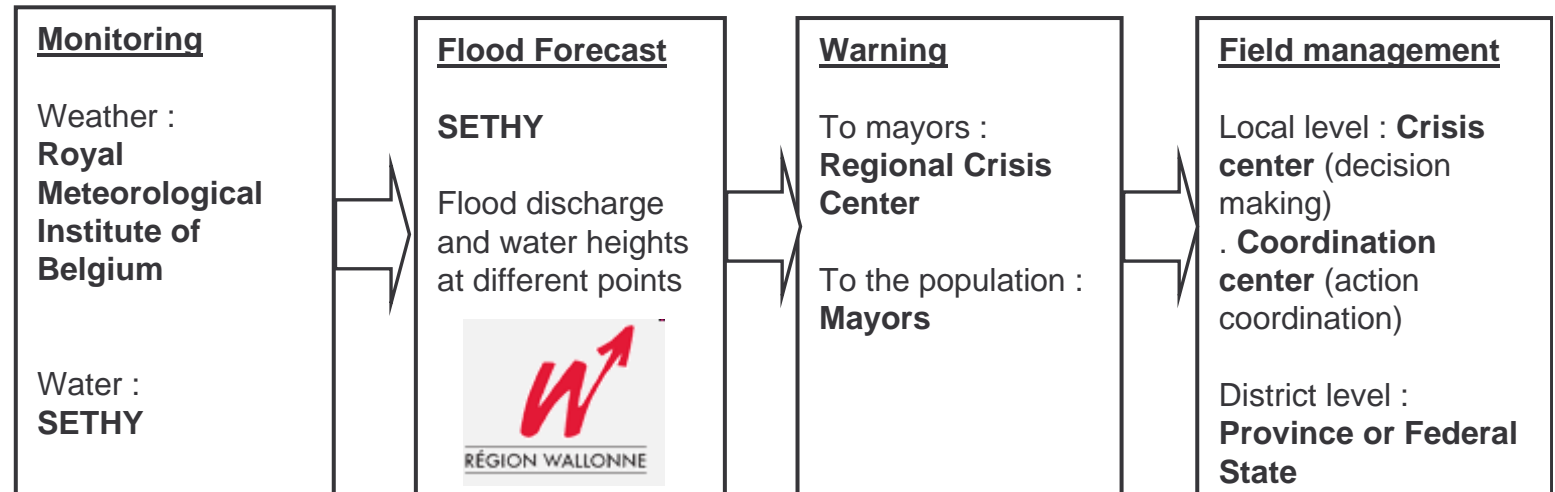 Monitoring
Weather :
Royal
Meteorological
Institute of
Belgium
Water :
SETHY
Flood Forecast
SETHY
Flood discharge
and water heights
at different points
W
RÉGION WALLONNE
Warning
To mayors :
Regional Crisis
Center
To the population :
Mayors
Field management
Local level : Crisis
center (decision
making)
. Coordination
center (action
coordination)
District level :
Province or Federal
State